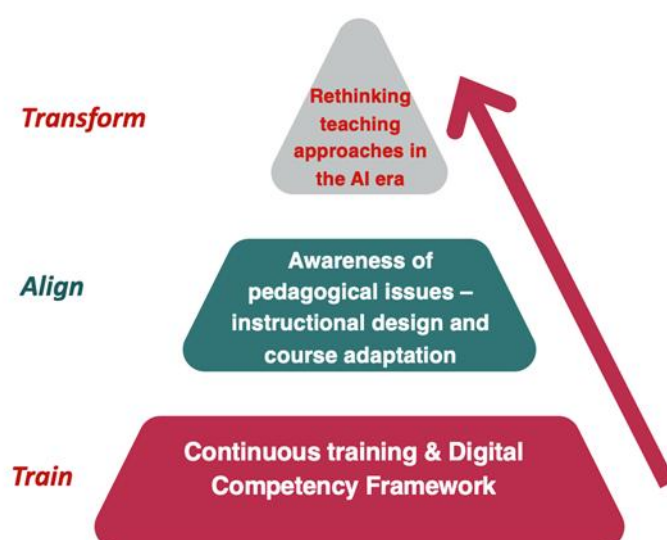 Transform
Rethinking
teaching
approaches in
the AI era
Align
Awareness of
pedagogical issues –
instructional design and
course adaptation
Train
Continuous training & Digital
Competency Framework